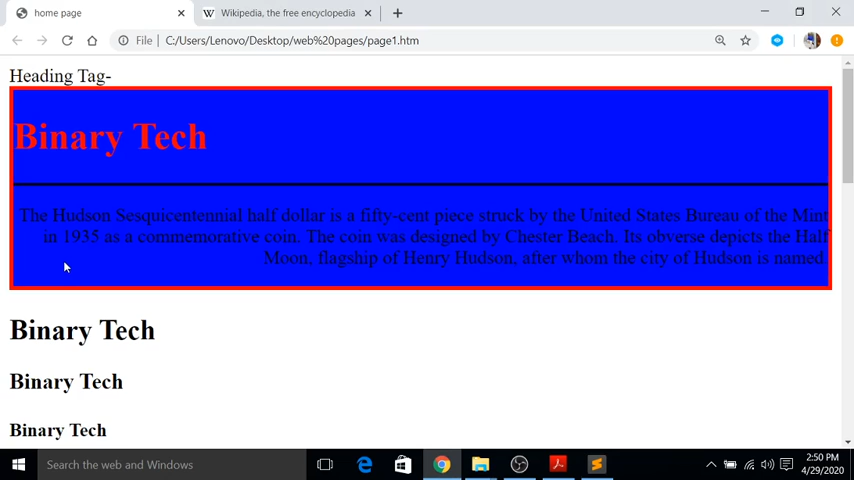 home page
Wikipedia, the free encyclopedia
File
C:/Users/Lenovo/Desktop/web%20pages/page1.htm
Heading Tag-
Binary Tech
The Hudson Sesquicentennial half dollar is a fifty-cent piece struck by the United States Bureau of the Mint
in 1935 as a commemorative coin. The coin was designed by Chester Beach. Its obverse depicts the Half
Moon, flagship of Henry Hudson, after whom the city of Hudson is named.
Binary Tech
Binary Tech
Binary Tech
Search the web and Windows
2:50 PM
4/29/2020